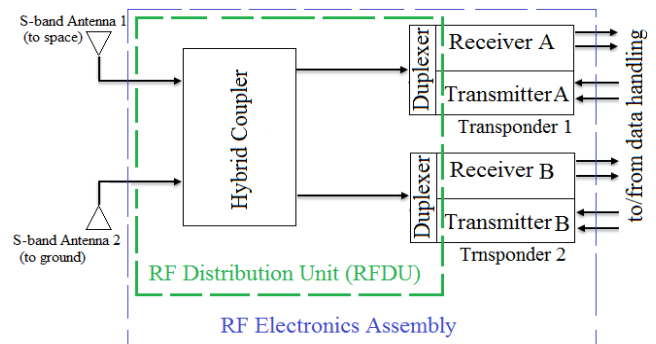 S-band Antenna 1
(to space)
Hybrid Coupler
Duplexer
Receiver A
TransmitterA
Transponder 1
Duplexer
Receiver B
Transmitter B
Trnsponder 2
to/from data handling
S-band Antenna 2
(to ground)
RF Distribution Unit (RFDU)
RF Electronics Assembly